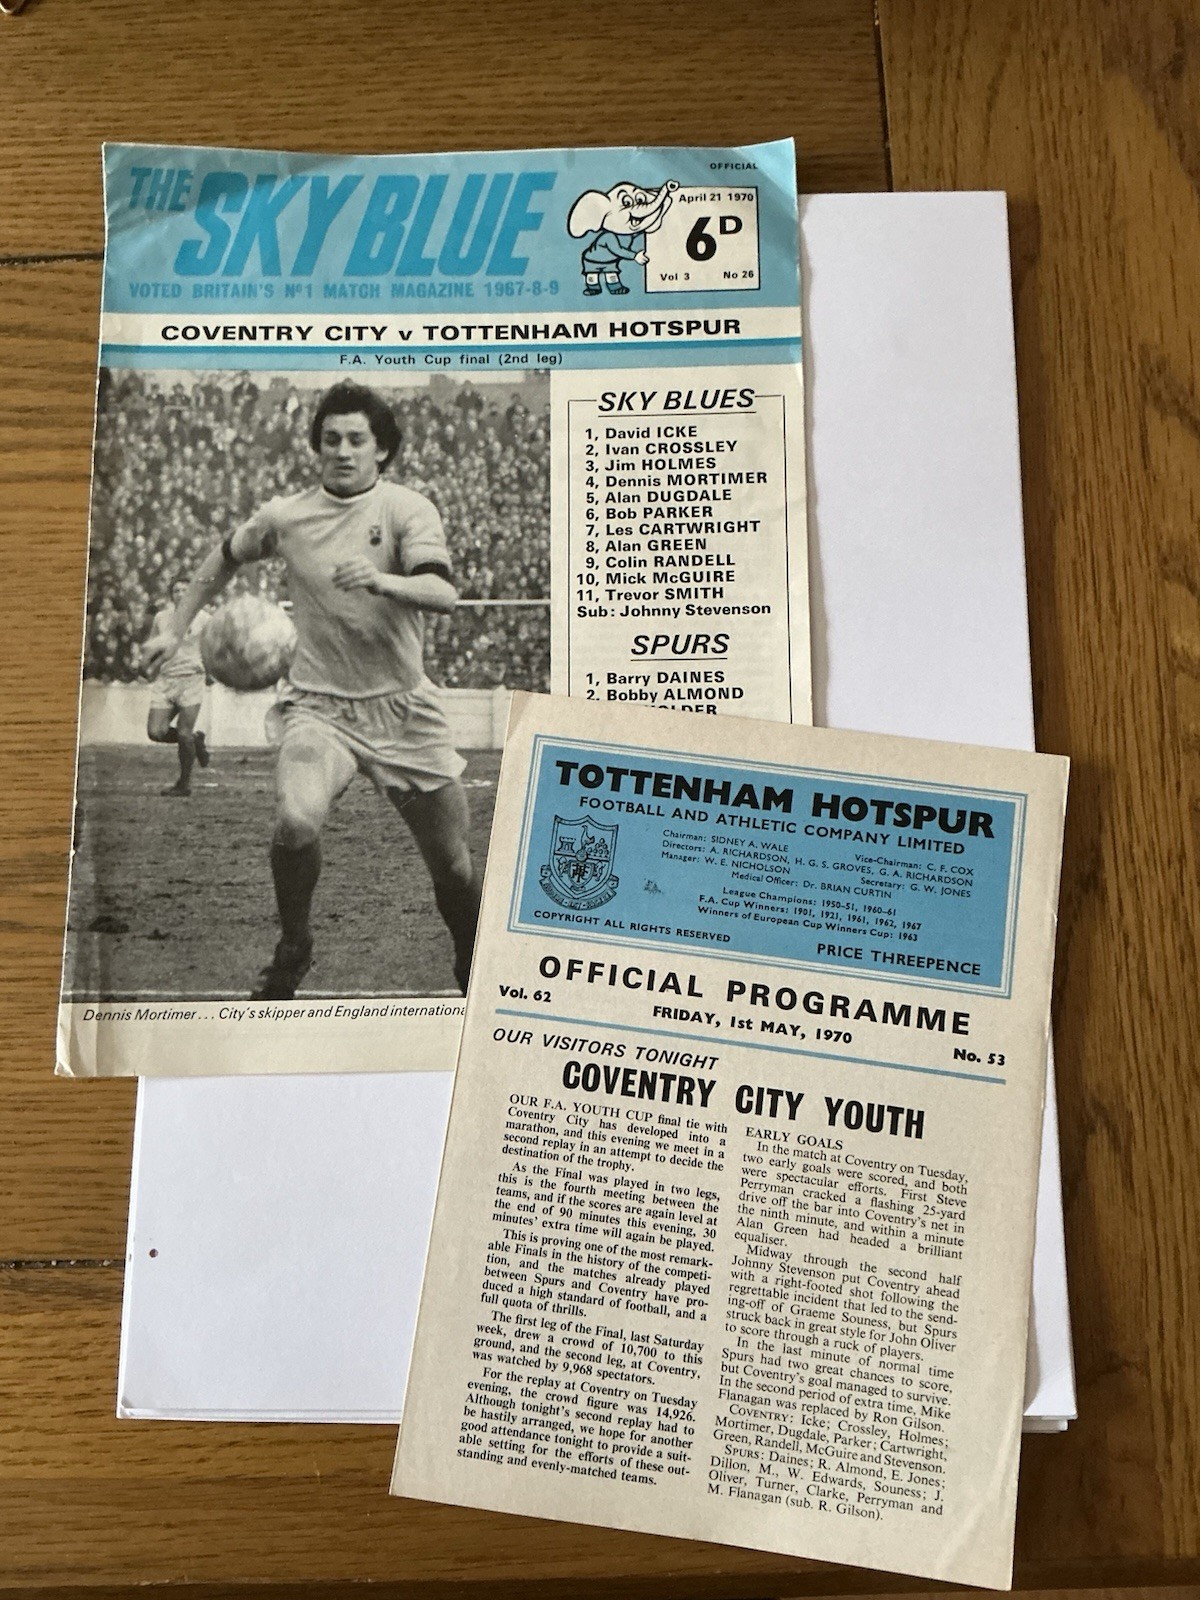 THE SKY BLUE
OFFICIAL
April 21 1970
6D
Vol 3 No 26
VOTED BRITAIN'S Nº1 MATCH MAGAZINE 1967-8-9
COVENTRY CITY v TOTTENHAM HOTSPUR
F.A. Youth Cup final (2nd leg)
SKY BLUES
1, David ICKE
2, Ivan CROSSLEY
3, Jim HOLMES
4, Dennis MORTIMER
5, Alan DUGDALE
6, Bob PARKER
7, Les CARTWRIGHT
8, Alan GREEN
9, Colin RANDELL
10, Mick McGUIRE
11, Trevor SMITH
Sub: Johnny Stevenson
SPURS
1, Barry DAINES
2. Bobby ALMOND
Dennis Mortimer... City's skipper and England internationa
TOTTENHAM HOTSPUR
FOOTBALL AND ATHLETIC COMPANY LIMITED
Chairman: SIDNEY A. WALE Vice-Chairman: C. F. COX
Directors: A. RICHARDSON, H. G. S. GROVES, G. A. RICHARDSON
Manager: W. E. NICHOLSON Secretary: G. W. JONES
Medical Officer: Dr. BRIAN CURTIN
League Champions: 1950-51, 1960-61
F.A. Cup Winners: 1901, 1921, 1961, 1962, 1967
Winners of European Cup Winners Cup: 1963
COPYRIGHT ALL RIGHTS RESERVED
PRICE THREEPENCE
OFFICIAL PROGRAMME
Vol. 62
FRIDAY, 1st MAY, 1970
No. 53
OUR VISITORS TONIGHT
COVENTRY CITY YOUTH
OUR F.A. YOUTH CUP final tie with
Coventry City has developed into a
marathon, and this evening we meet in a
second replay in an attempt to decide the
destination of the trophy.
As the Final was played in two legs,
this is the fourth meeting between the
teams, and if the scores are again level at
the end of 90 minutes this evening, 30
minutes' extra time will again be played.
This is proving one of the most remark-
able Finals in the history of the competi-
tion, and the matches already played
between Spurs and Coventry have pro-
duced a high standard of football, and a
full quota of thrills.
The first leg of the Final, last Saturday
week, drew a crowd of 10,700 to this
ground, and the second leg, at Coventry,
was watched by 9,968 spectators.
For the replay at Coventry on Tuesday
evening, the crowd figure was 14,926.
Although tonight's second replay had to
be hastily arranged, we hope for another
good attendance tonight to provide a suit-
able setting for the efforts of these out-
standing and evenly-matched teams.
EARLY GOALS
In the match at Coventry on Tuesday,
two early goals were scored, and both
were spectacular efforts. First Steve
Perryman cracked a flashing 25-yard
drive off the bar into Coventry's net in
the ninth minute, and within a minute
Alan Green had headed a brilliant
equaliser.
Midway through the second half
Johnny Stevenson put Coventry ahead
with a right-footed shot following the
regrettable incident that led to the send-
ing-off of Graeme Souness, but Spurs
struck back in great style for John Oliver
to score through a ruck of players.
In the last minute of normal time
Spurs had two great chances to score,
but Coventry's goal managed to survive.
In the second period of extra time, Mike
Flanagan was replaced by Ron Gilson.
COVENTRY: Icke; Crossley, Holmes;
Mortimer, Dugdale, Parker; Cartwright,
Green, Randell, McGuire and Stevenson.
SPURS: Daines; R. Almond, E. Jones;
Dillon, M., W. Edwards, Souness; J.
Oliver, Turner, Clarke, Perryman and
M. Flanagan (sub. R. Gilson).